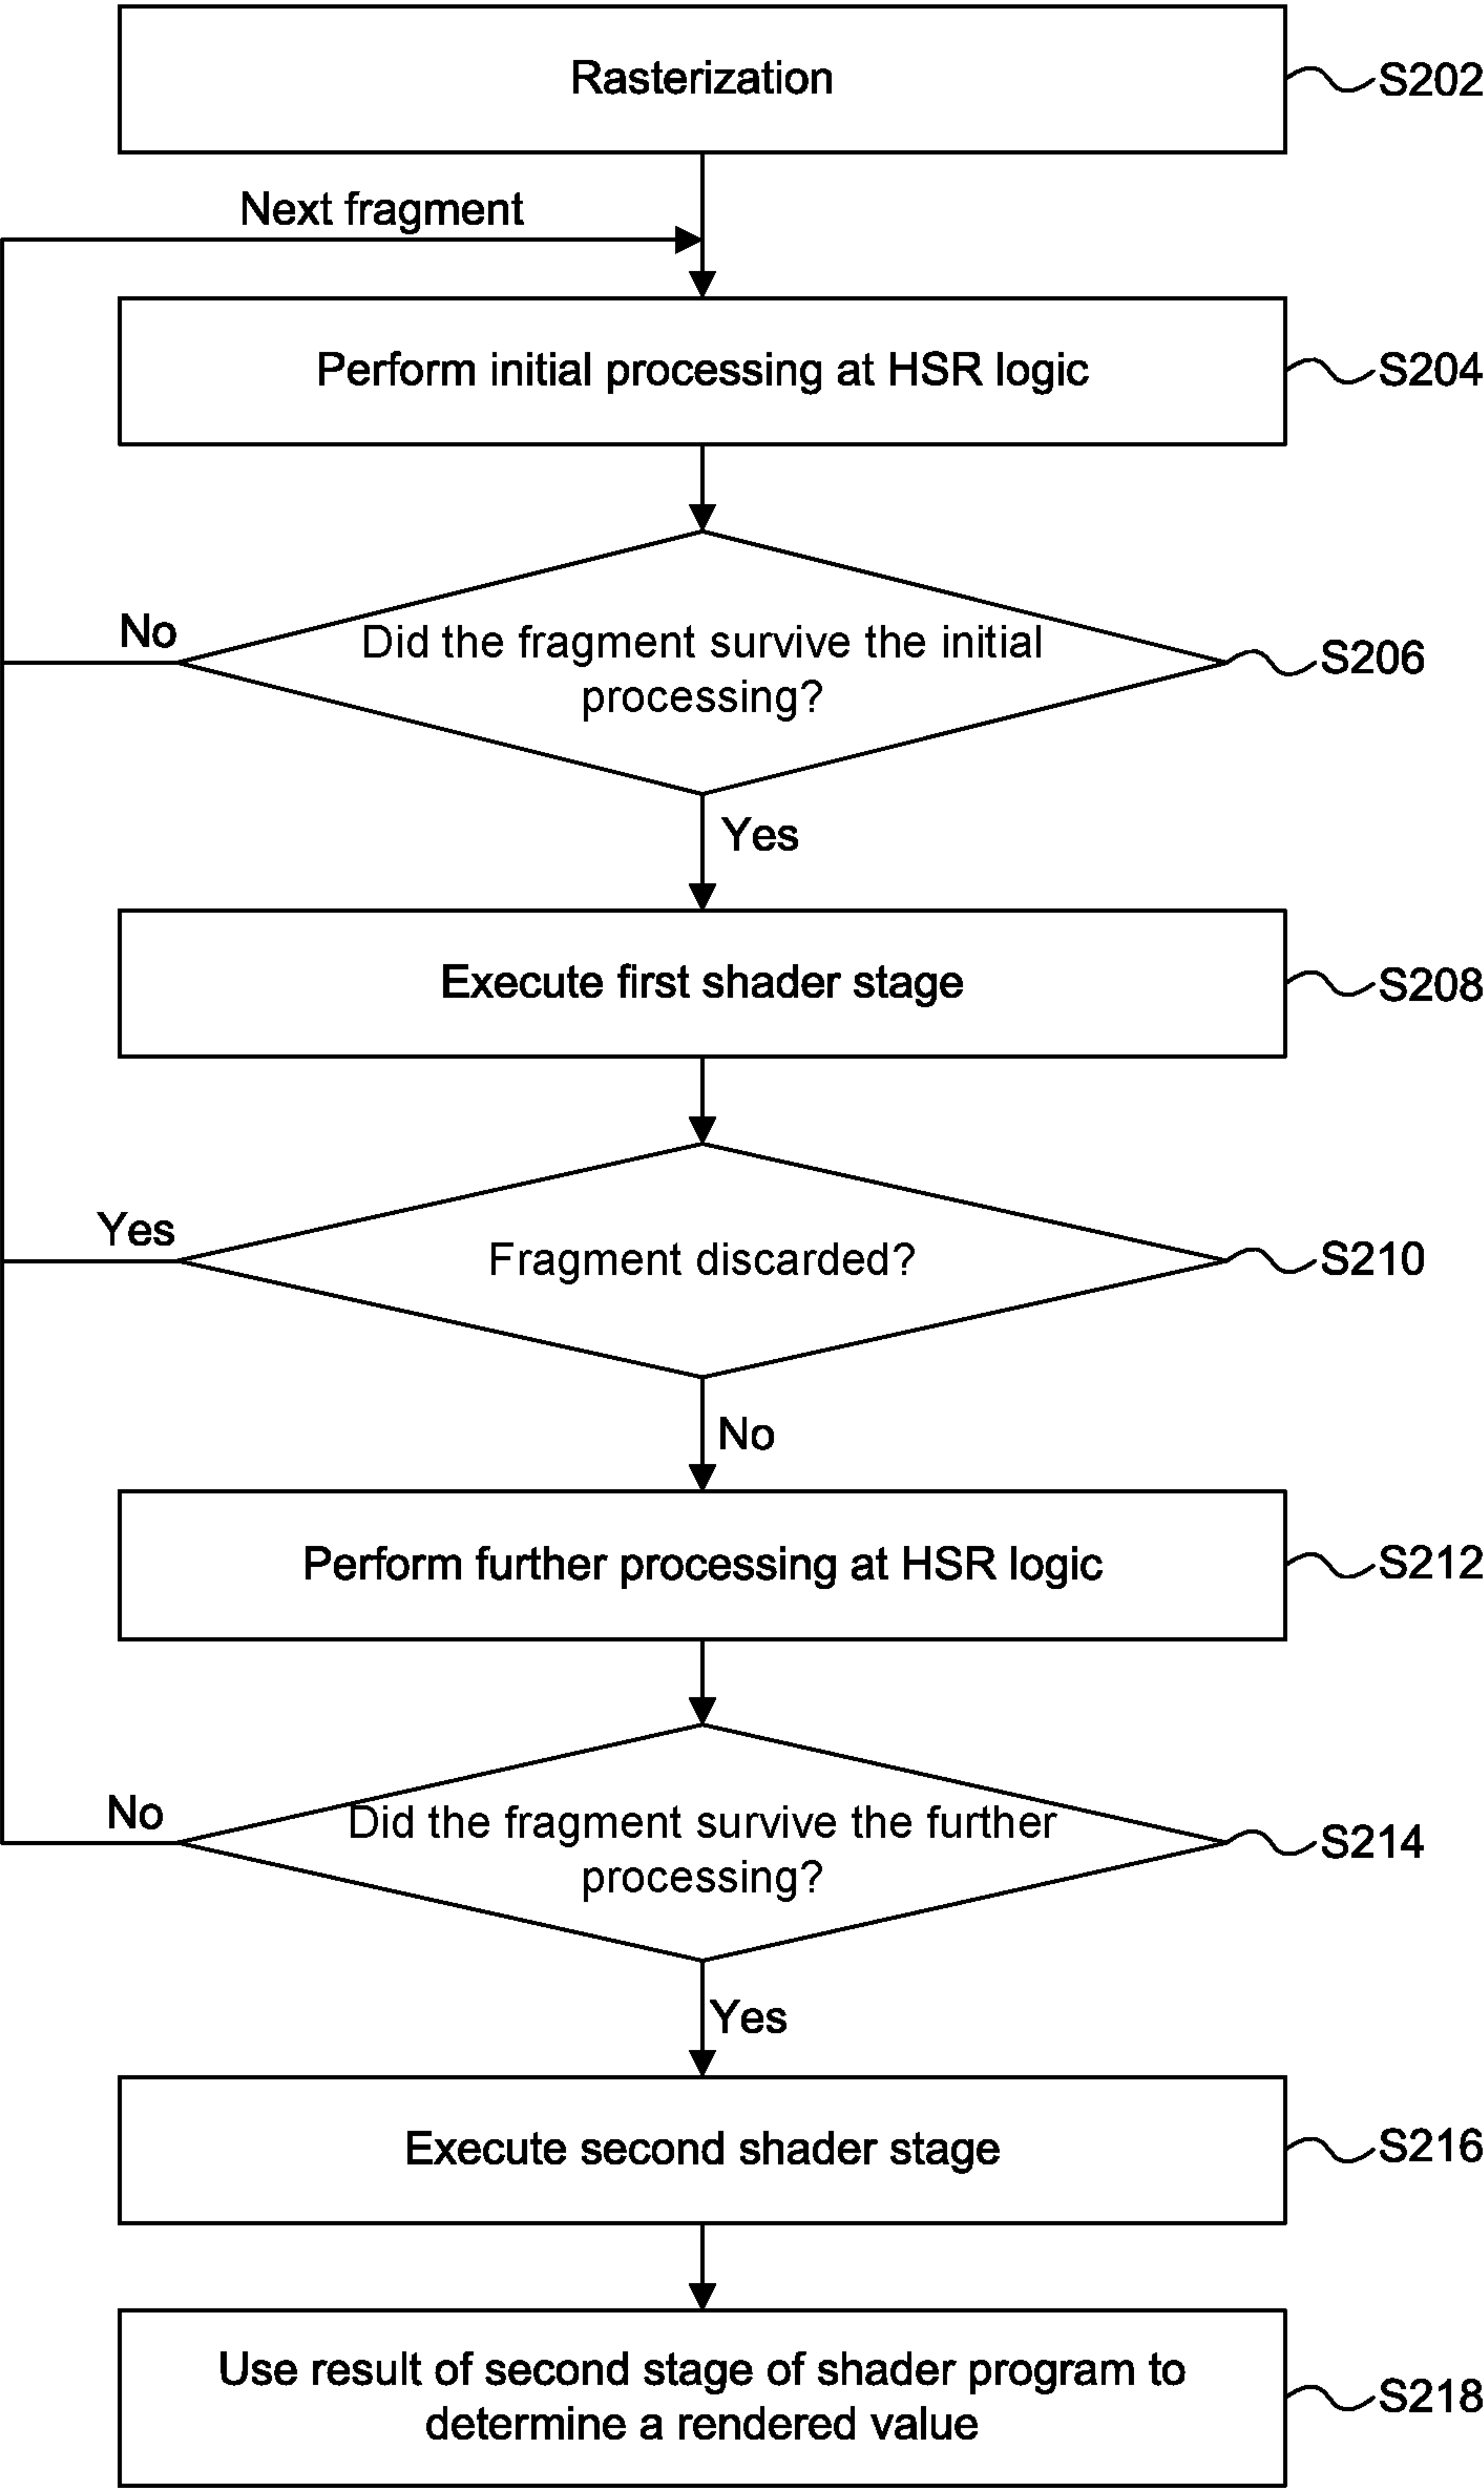 Rasterization
S202
Next fragment
Perform initial processing at HSR logic
S204
No
Did the fragment survive the initial
processing?
S206
Yes
Execute first shader stage
S208
Yes
Fragment discarded?
S210
No
Perform further processing at HSR logic
S212
No
Did the fragment survive the further
processing?
S214
Yes
Execute second shader stage
S216
Use result of second stage of shader program to
determine a rendered value
S218